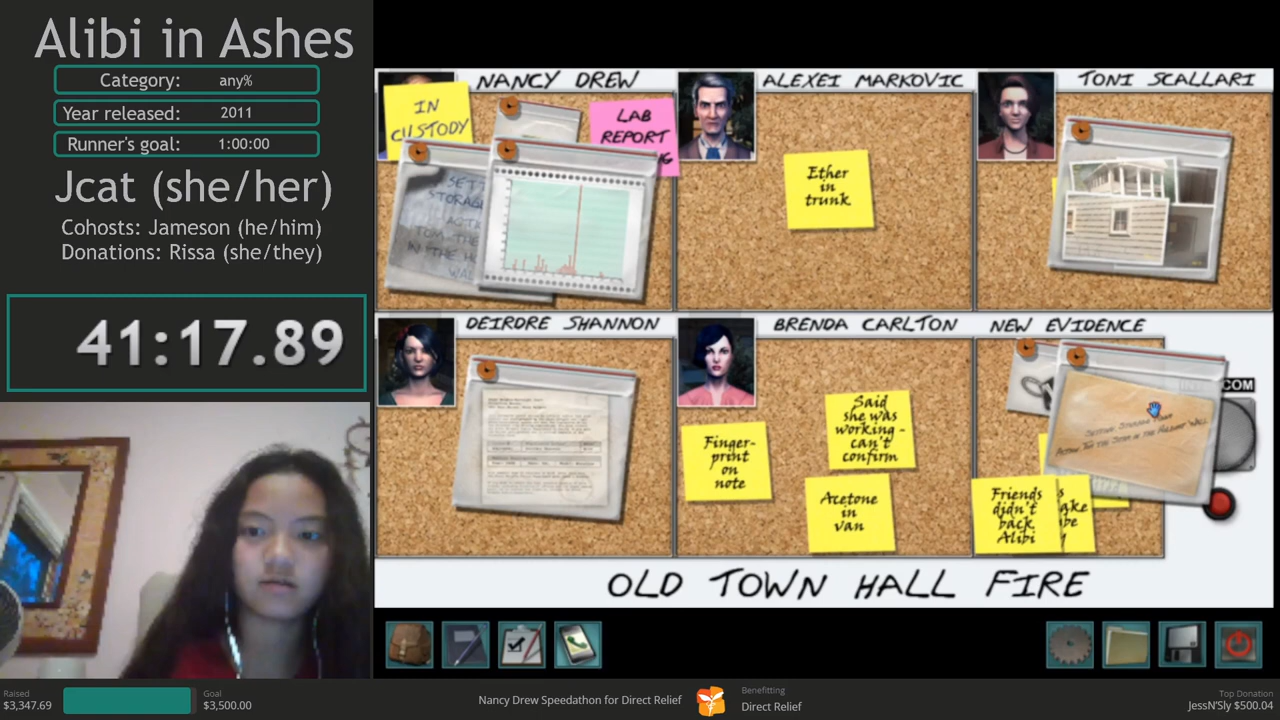 Alibi in Ashes
Category: any%
Year released: 2011
Runner's goal: 1:00:00
Jcat (she/her)
Cohosts: Jameson (he/him)
Donations: Rissa (she/they)
41:17.89
NANCY DREW
ALEXEI MARKOVIC
TONI SCALLARI
IN
CUSTODY
LAB
REPORT
Ether
in
trunk
DEIRDRE SHANNON
BRENDA CARLTON
NEW EVIDENCE
Finger-
print
on
note
Said
she was
working -
can't
confirm
Acetone
in
van
Friends
didn't
back
Alibi
COM
OLD TOWN HALL FIRE
Raised
$3,347.69
Goal
$3,500.00
Nancy Drew Speedathon for Direct Relief
Benefitting
Direct Relief
Top Donation
JessN'Sly $500.04